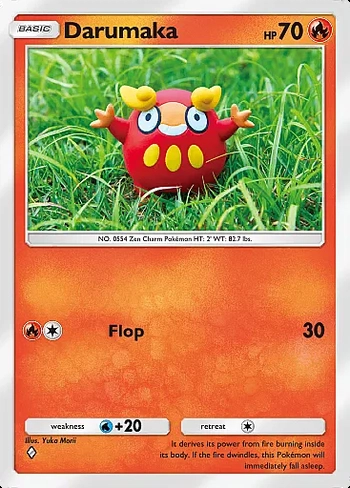 BASIC
Darumaka
HP 70
NO. 0554 Zen Charm Pokémon HT: 2' WT: 82.7 lbs.
Flop 30
weakness +20 retreat
Illus. Yuka Morii
It derives its power from fire burning inside
its body. If the fire dwindles, this Pokémon will
immediately fall asleep.